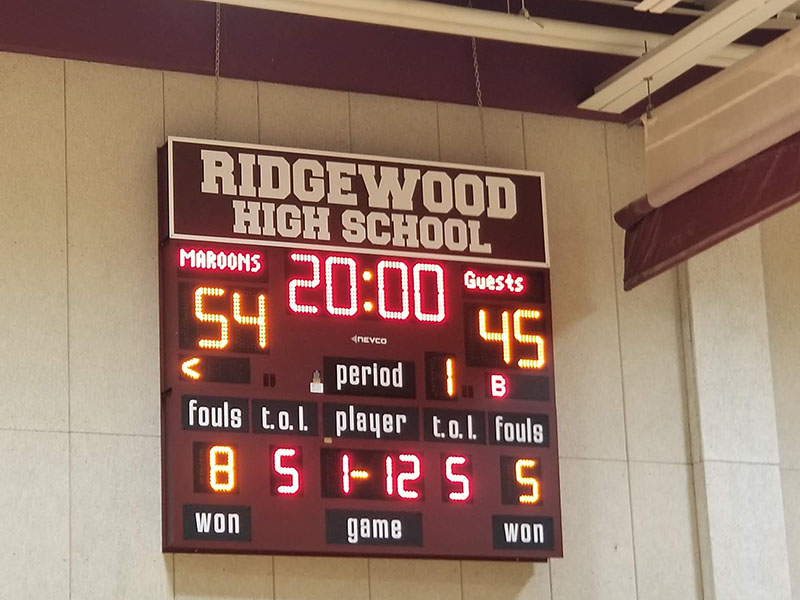 RIDGEWOOD
HIGH SCHOOL
MAROONS 20:00 Guests
54 45
NEVCO
< period 1 B
fouls t.o.l. player t.o.l. fouls
8 5 1-12 5 5
won game won